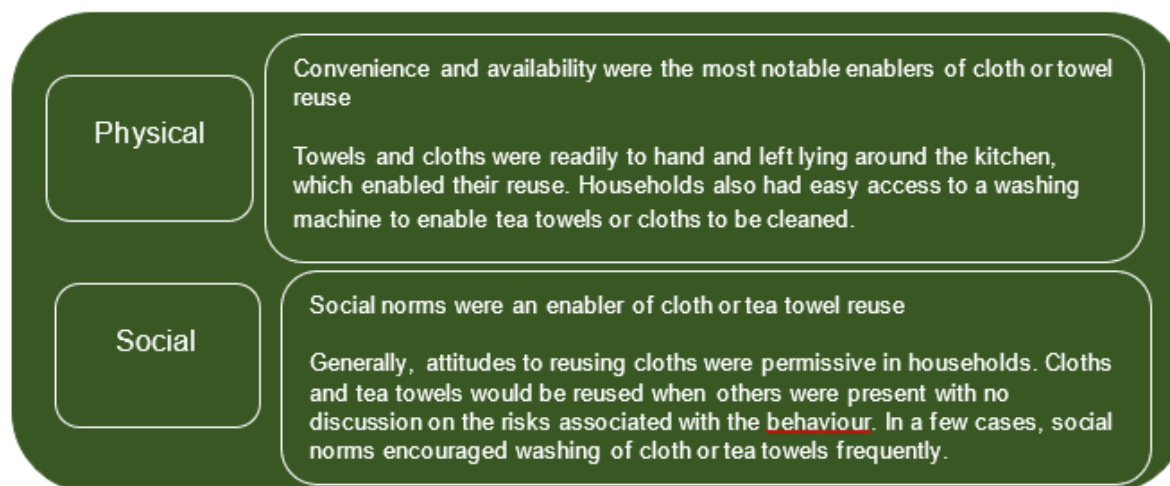 Physical
Convenience and availability were the most notable enablers of cloth or towel
reuse
Towels and cloths were readily to hand and left lying around the kitchen,
which enabled their reuse. Households also had easy access to a washing
machine to enable tea towels or cloths to be cleaned.
Social
Social norms were an enabler of cloth or tea towel reuse
Generally, attitudes to reusing cloths were permissive in households. Cloths
and tea towels would be reused when others were present with no
discussion on the risks associated with the behaviour. In a few cases, social
norms encouraged washing of cloth or tea towels frequently.